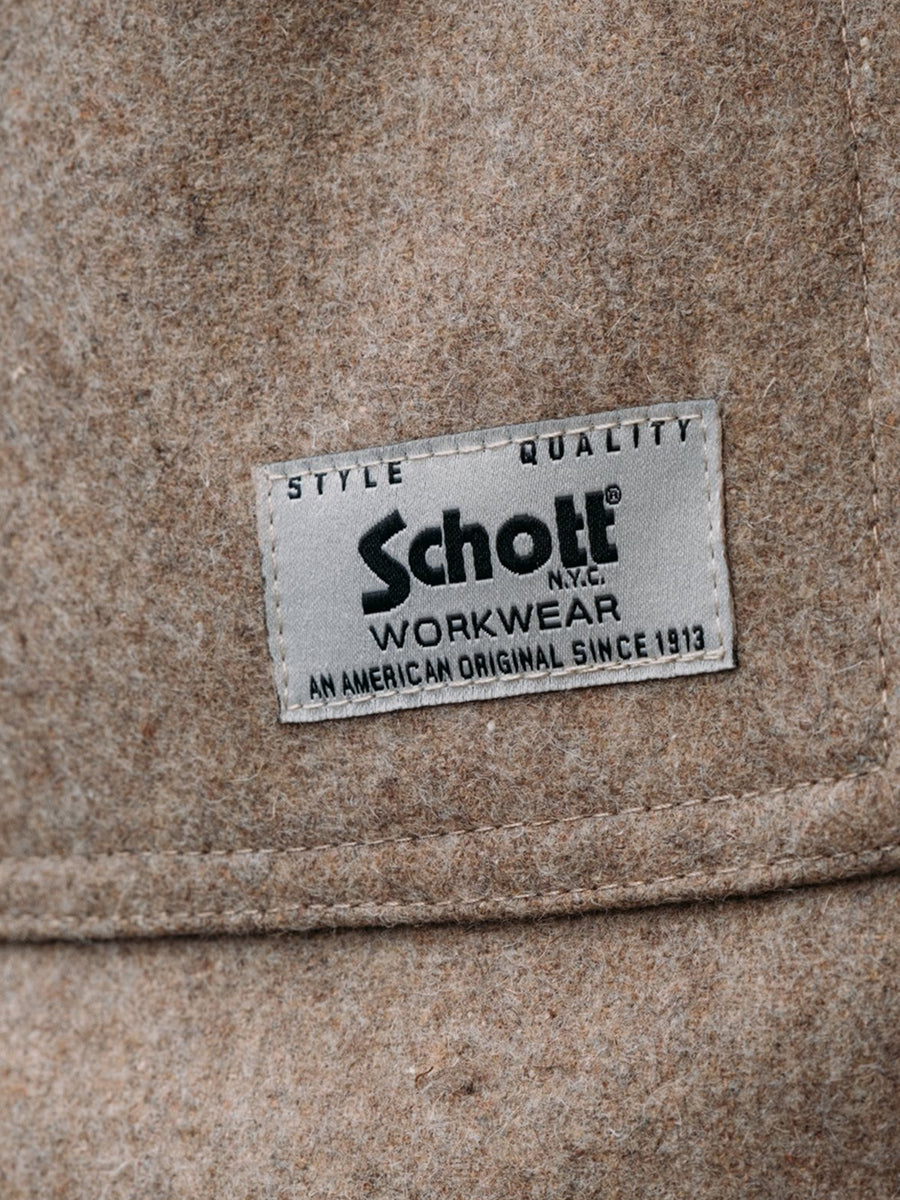 STYLE QUALITY
Schott®
N.Y.C.
WORKWEAR
AN AMERICAN ORIGINAL SINCE 1913